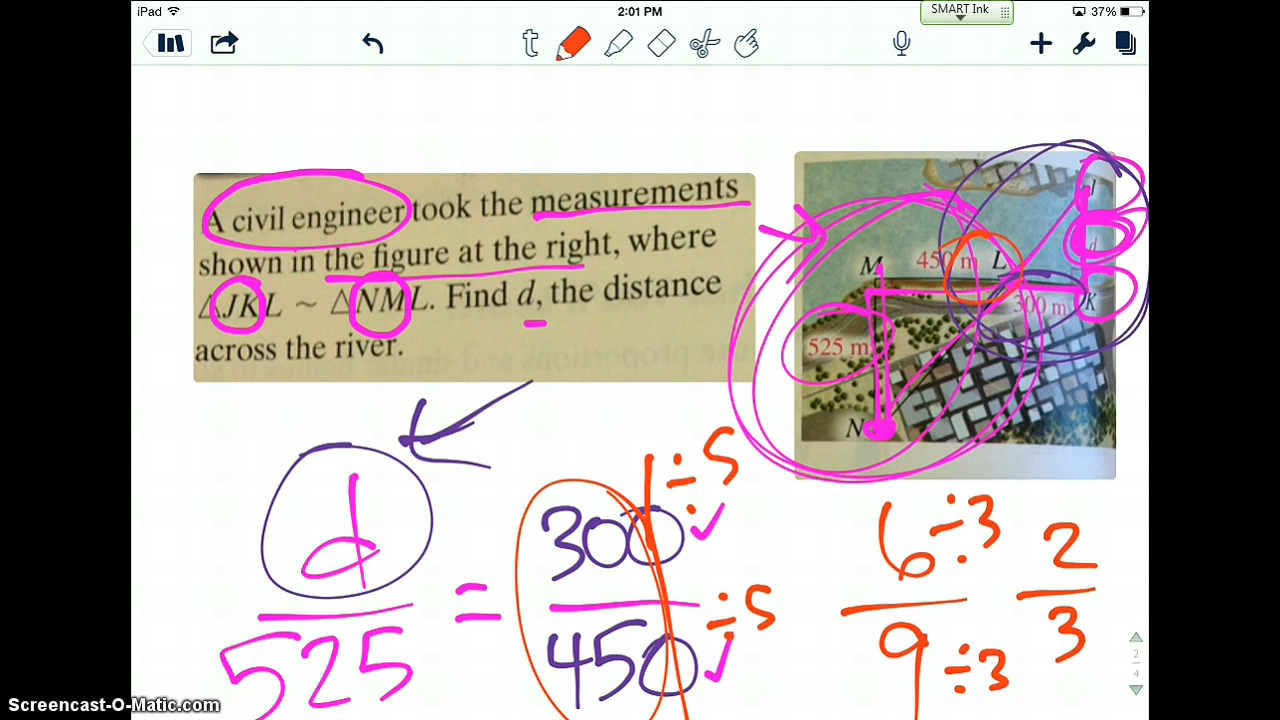 iPad 2:01 PM SMART Ink 37%
t
A civil engineer took the measurements
shown in the figure at the right, where
△JKL ~ △NML. Find d, the distance
across the river.
J
d
M 450 m L
300 m K
525 m
N
÷5
d = 300 6 ÷3 2
525 450 ÷5 9 ÷3 3
2
4
Screencast-O-Matic.com